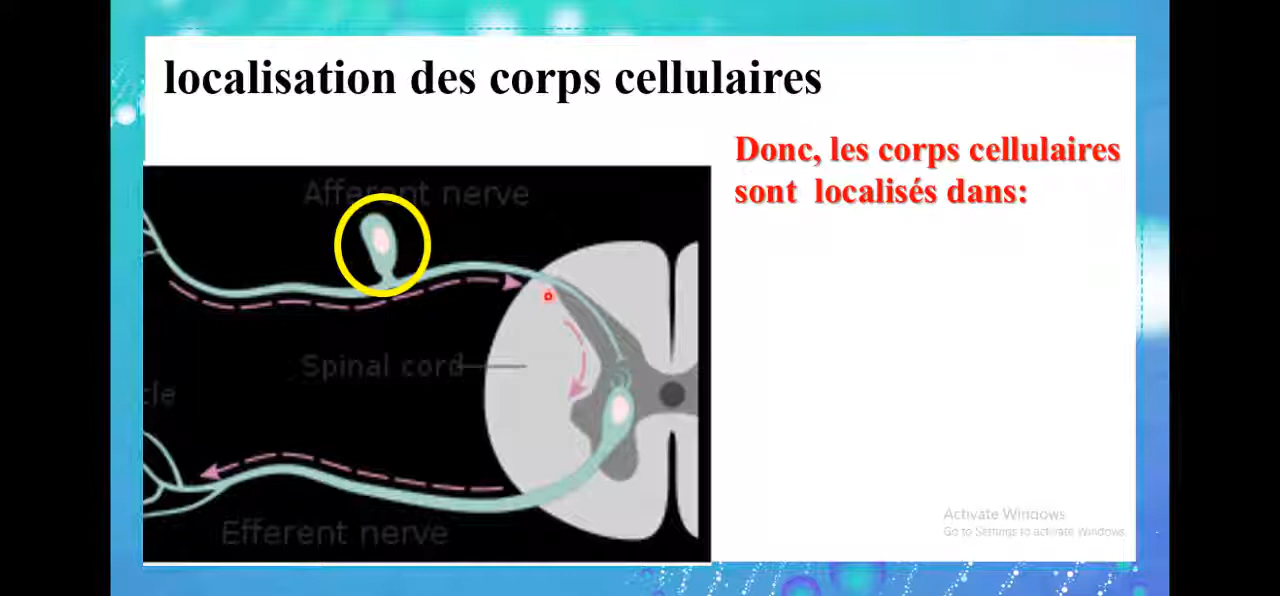 localisation des corps cellulaires
Donc, les corps cellulaires
sont localisés dans:
Afferent nerve
Spinal cord
cle
Efferent nerve
Activate Windows
Go to Settings to activate Windows.